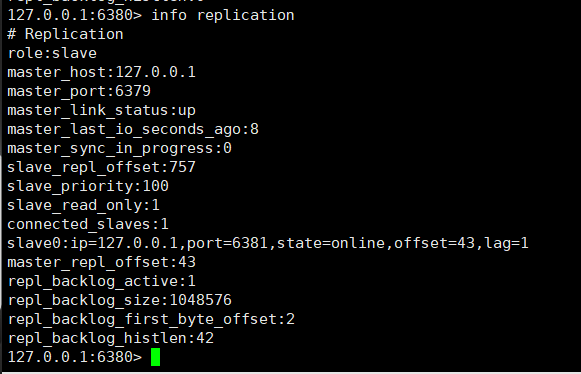 127.0.0.1:6380> info replication
# Replication
role:slave
master_host:127.0.0.1
master_port:6379
master_link_status:up
master_last_io_seconds_ago:8
master_sync_in_progress:0
slave_repl_offset:757
slave_priority:100
slave_read_only:1
connected_slaves:1
slave0:ip=127.0.0.1,port=6381,state=online,offset=43,lag=1
master_repl_offset:43
repl_backlog_active:1
repl_backlog_size:1048576
repl_backlog_first_byte_offset:2
repl_backlog_histlen:42
127.0.0.1:6380>